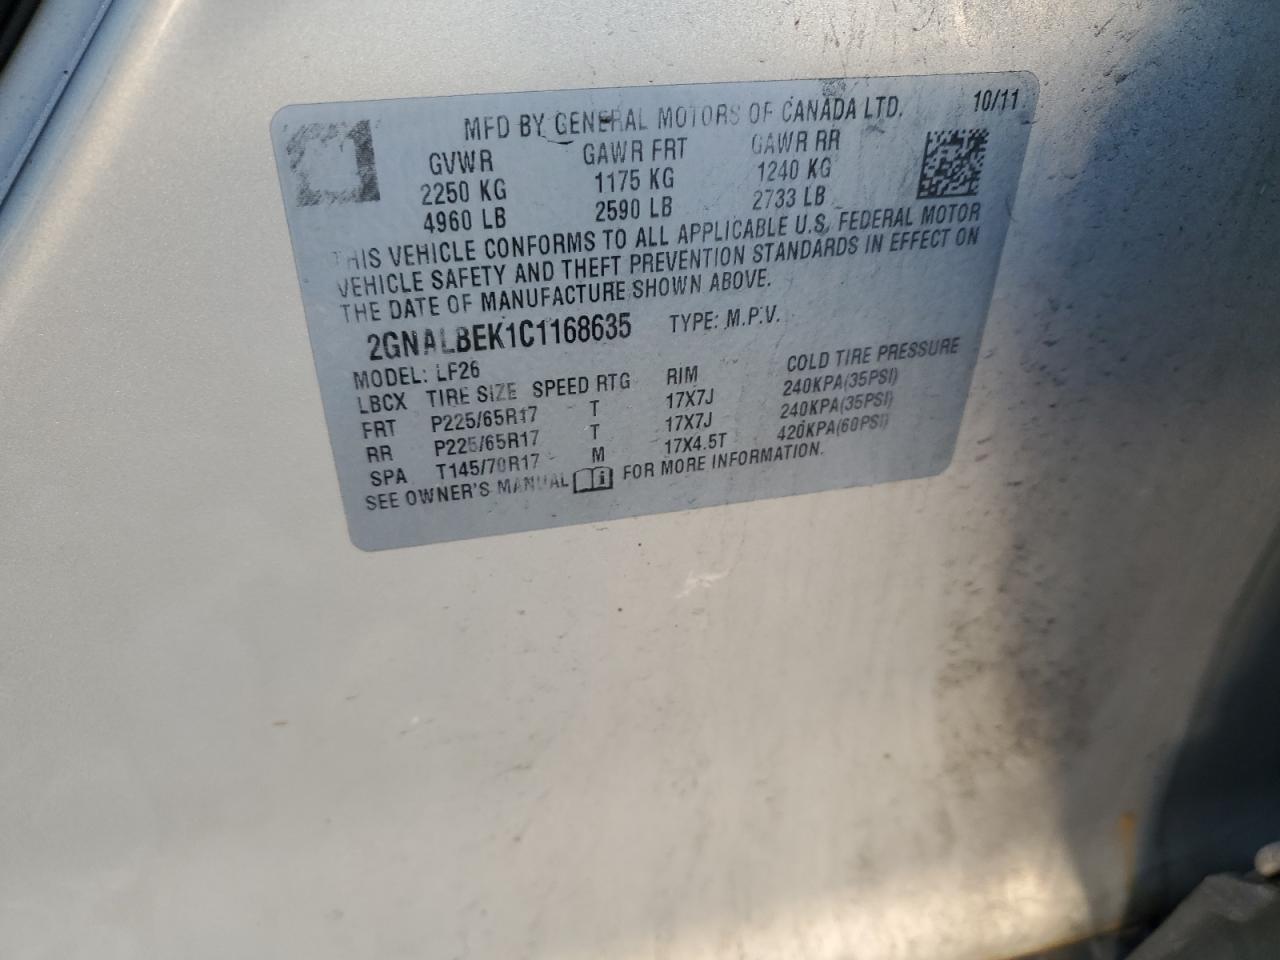 MFD BY GENERAL MOTORS OF CANADA LTD. 10/11
GVWR GAWR FRT GAWR RR
2250 KG 1175 KG 1240 KG
4960 LB 2590 LB 2733 LB
THIS VEHICLE CONFORMS TO ALL APPLICABLE U.S. FEDERAL MOTOR
VEHICLE SAFETY AND THEFT PREVENTION STANDARDS IN EFFECT ON
THE DATE OF MANUFACTURE SHOWN ABOVE.
2GNALBEK1C1168635 TYPE: M.P.V.
MODEL: LF26
LBCX TIRE SIZE SPEED RTG RIM COLD TIRE PRESSURE
FRT P225/65R17 T 17X7J 240KPA(35PSI)
RR P225/65R17 T 17X7J 240KPA(35PSI)
SPA T145/70R17 M 17X4.5T 420KPA(60PSI)
SEE OWNER'S MANUAL FOR MORE INFORMATION.